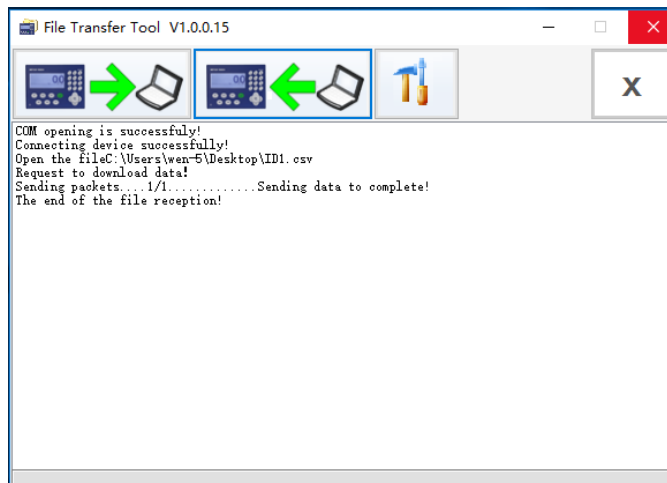 File Transfer Tool V1.0.0.15
X
COM opening is successfuly!
Connecting device successfully!
Open the fileC:\Users\wen-5\Desktop\ID1.csv
Request to download data!
Sending packets....1/1.............Sending data to complete!
The end of the file reception!